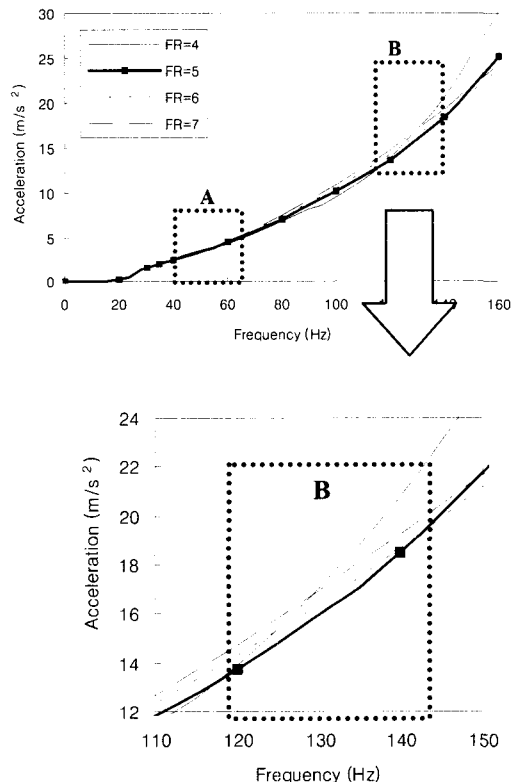 30
25
20
15
10
5
0
Acceleration (m/s²)
FR=4
FR=5
FR=6
FR=7
A
B
0 20 40 60 80 100 160
Frequency (Hz)
24
22
20
18
16
14
12
Acceleration (m/s²)
B
110 120 130 140 150
Frequency (Hz)